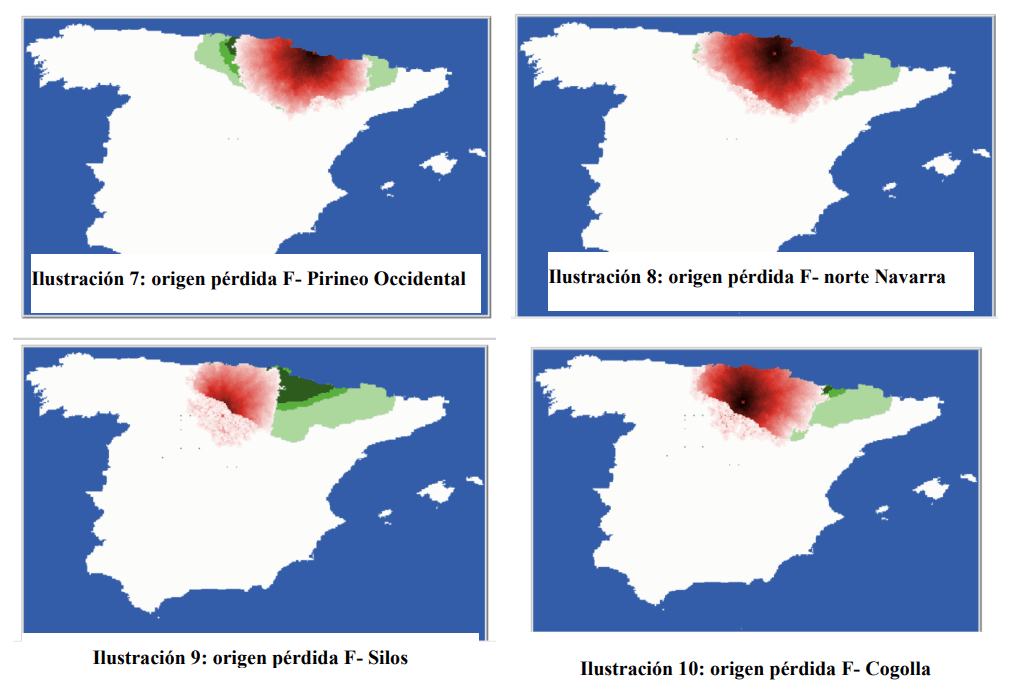 Ilustración 7: origen pérdida F- Pirineo Occidental
Ilustración 8: origen pérdida F- norte Navarra
Ilustración 9: origen pérdida F- Silos
Ilustración 10: origen pérdida F- Cogolla